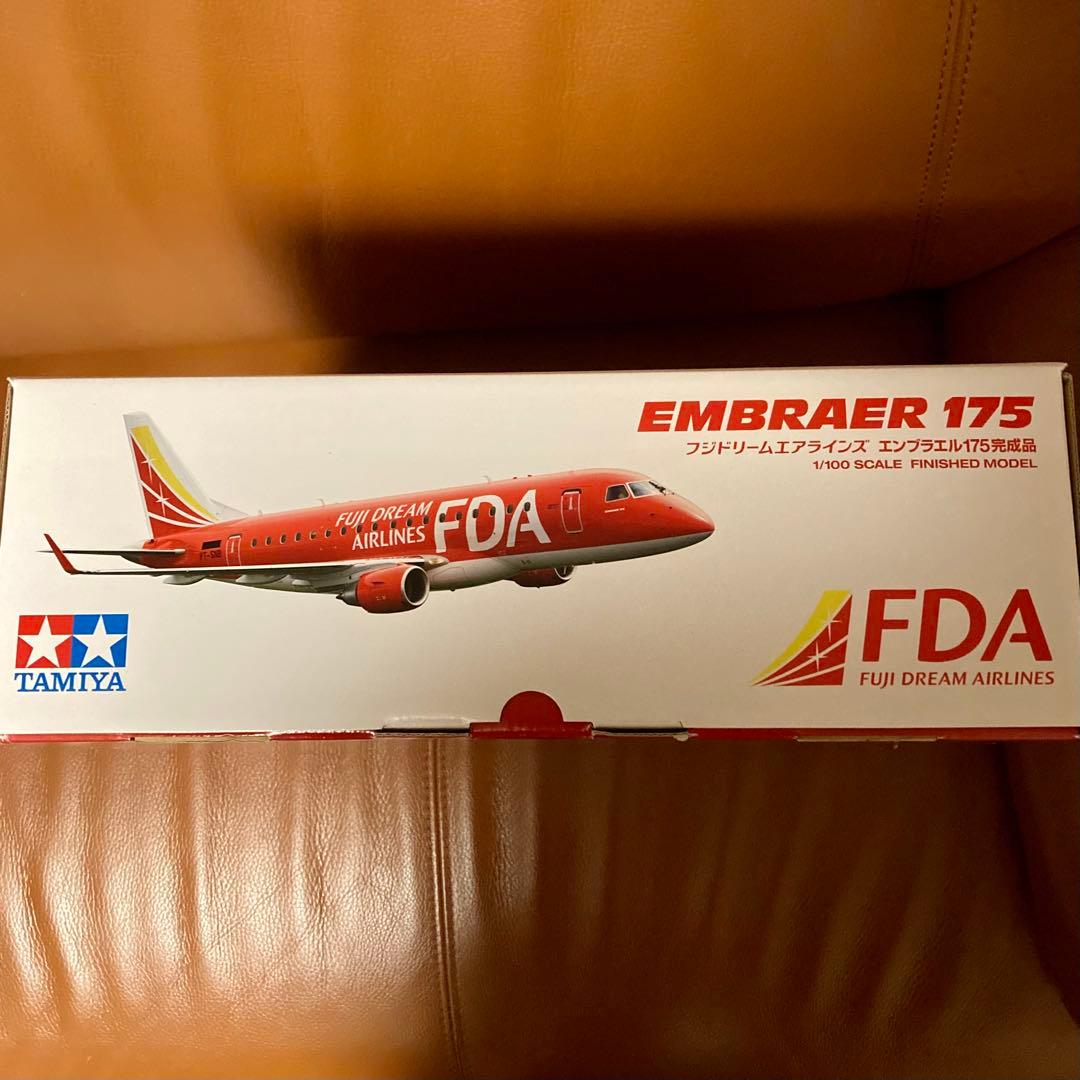 EMBRAER 175
フジドリームエアラインズ エンブラエル175完成品
1/100 SCALE FINISHED MODEL
FUJI DREAM
AIRLINES
FDA
PT-SNB
TAMIYA
FDA
FUJI DREAM AIRLINES